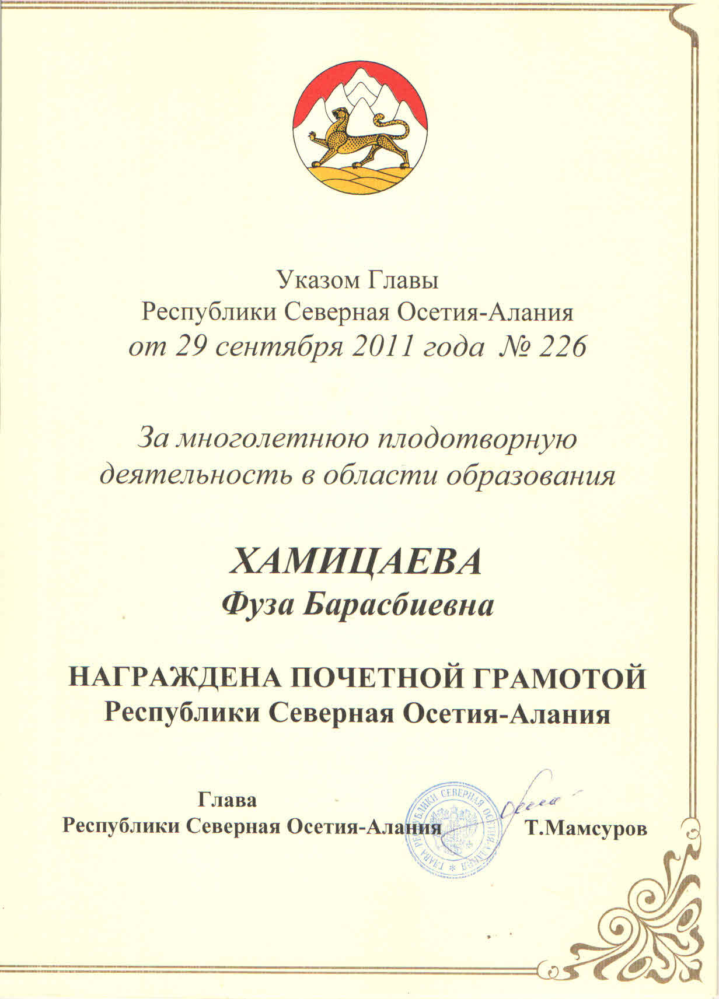 Указом Главы
Республики Северная Осетия-Алания
от 29 сентября 2011 года № 226
За многолетнюю плодотворную
деятельность в области образования
ХАМИЦАЕВА
Фуза Барасбиевна
НАГРАЖДЕНА ПОЧЕТНОЙ ГРАМОТОЙ
Республики Северная Осетия-Алания
Глава
Республики Северная Осетия-Алания Т.Мамсуров
ГЛАВА РЕСПУБЛИКИ СЕВЕРНАЯ ОСЕТИЯ-АЛАНИЯ